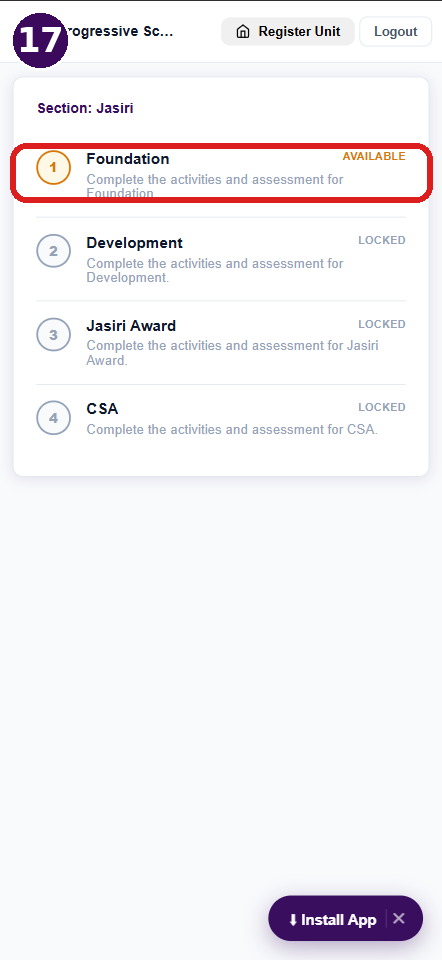 17 rogressive Sc... Register Unit Logout
Section: Jasiri
1 Foundation AVAILABLE
Complete the activities and assessment for
Foundation
2 Development LOCKED
Complete the activities and assessment for
Development.
3 Jasiri Award LOCKED
Complete the activities and assessment for Jasiri
Award.
4 CSA LOCKED
Complete the activities and assessment for CSA.
⬇ Install App ✕